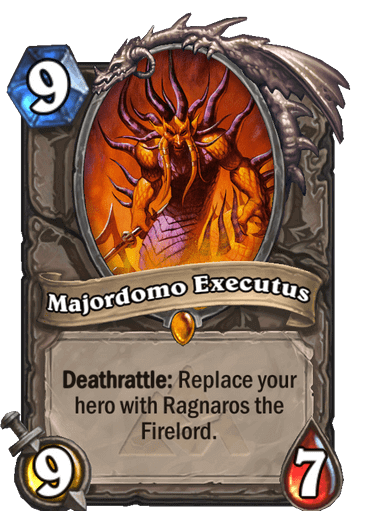 9
Majordomo Executus
Deathrattle: Replace your
hero with Ragnaros the
Firelord.
9
7